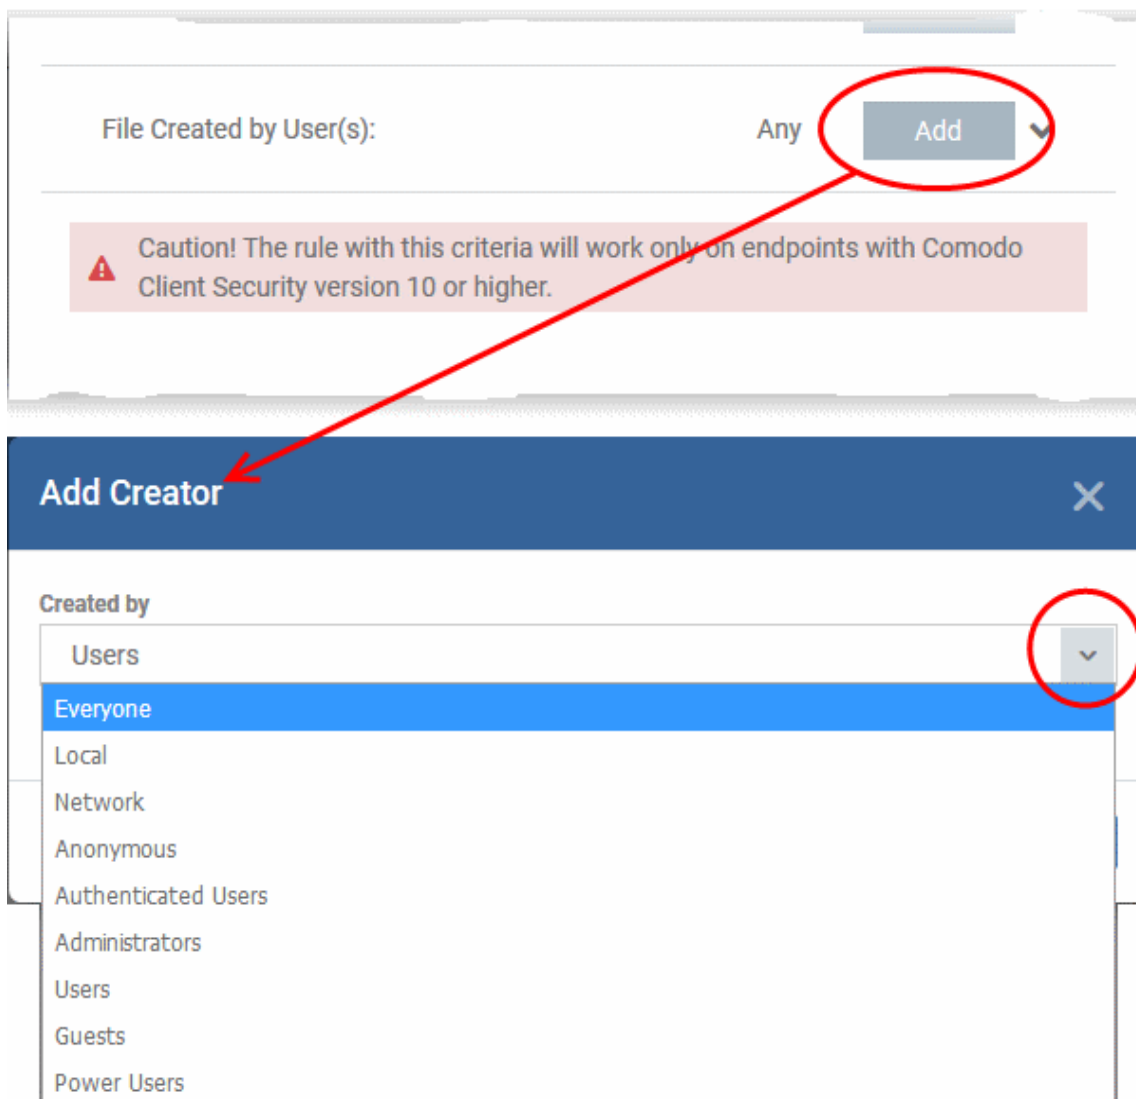 File Created by User(s):
Any
Add
Caution! The rule with this criteria will work only on endpoints with Comodo
Client Security version 10 or higher.
Add Creator
Created by
Users
Everyone
Local
Network
Anonymous
Authenticated Users
Administrators
Users
Guests
Power Users